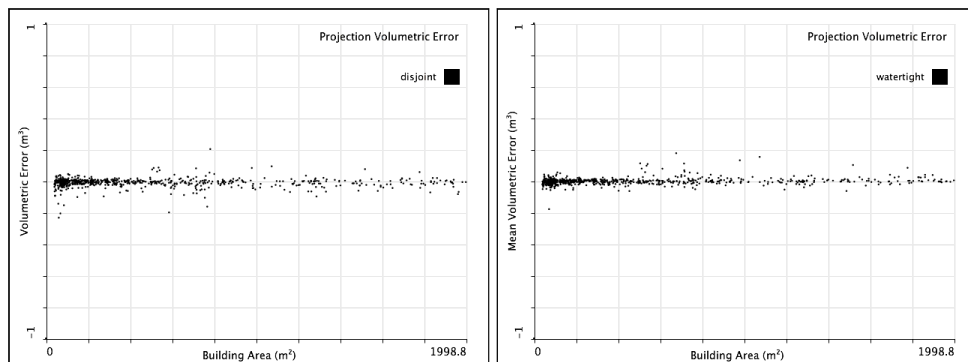 1
Projection Volumetric Error
disjoint
Volumetric Error (m³)
-1
0
Building Area (m²)
1998.8
1
Projection Volumetric Error
watertight
Mean Volumetric Error (m³)
-1
0
Building Area (m²)
1998.8